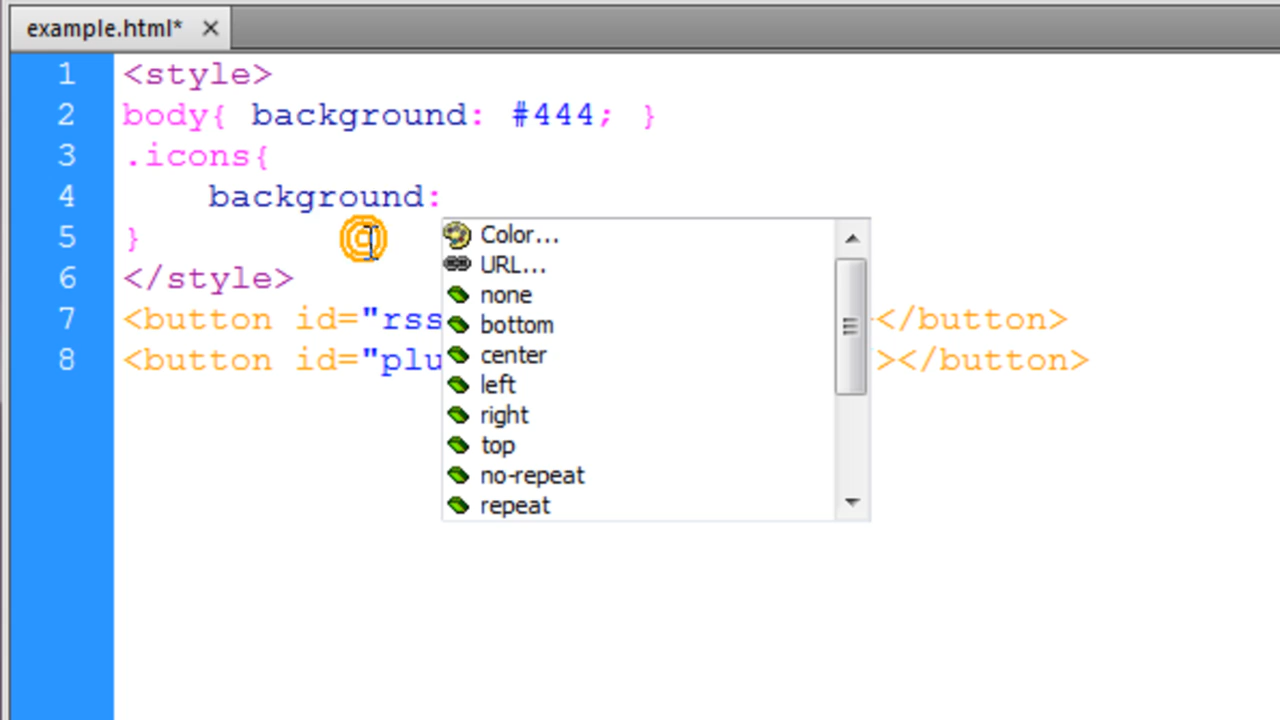 example.html* ×
1 <style>
2 body{ background: #444; }
3 .icons{
4 background:
5 }
6 </style>
7 <button id="rss </button>
8 <button id="plu ></button>
Color...
URL...
none
bottom
center
left
right
top
no-repeat
repeat